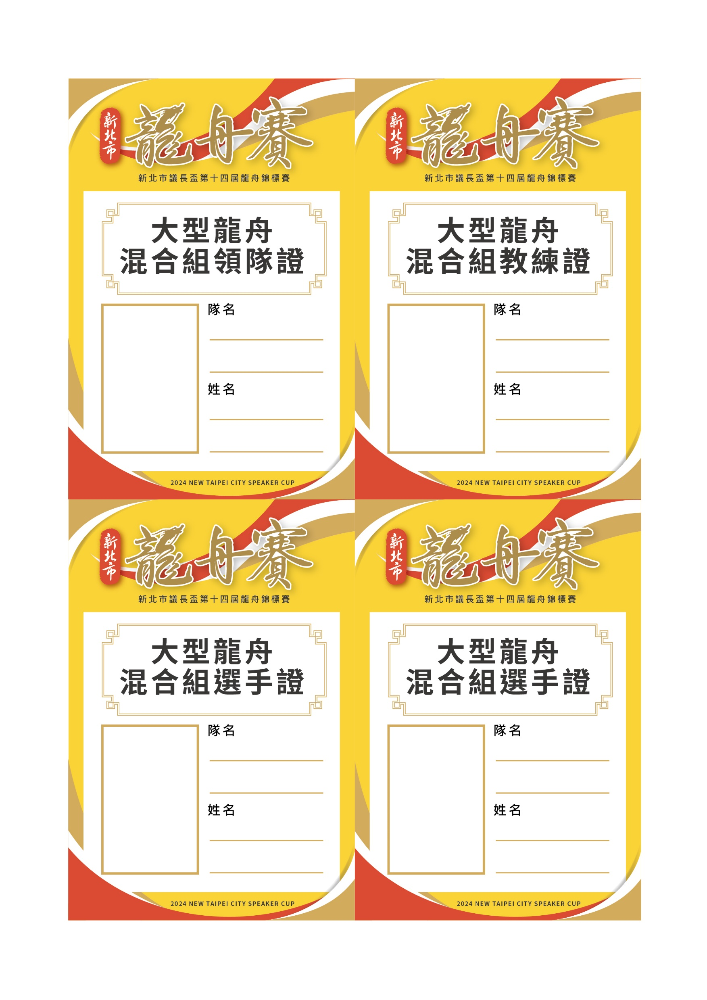 新北市
龍舟賽
新北市議長盃第十四屆龍舟錦標賽
大型龍舟
混合組領隊證
隊名
姓名
2024 NEW TAIPEI CITY SPEAKER CUP
新北市
龍舟賽
新北市議長盃第十四屆龍舟錦標賽
大型龍舟
混合組教練證
隊名
姓名
2024 NEW TAIPEI CITY SPEAKER CUP
新北市
龍舟賽
新北市議長盃第十四屆龍舟錦標賽
大型龍舟
混合組選手證
隊名
姓名
2024 NEW TAIPEI CITY SPEAKER CUP
新北市
龍舟賽
新北市議長盃第十四屆龍舟錦標賽
大型龍舟
混合組選手證
隊名
姓名
2024 NEW TAIPEI CITY SPEAKER CUP